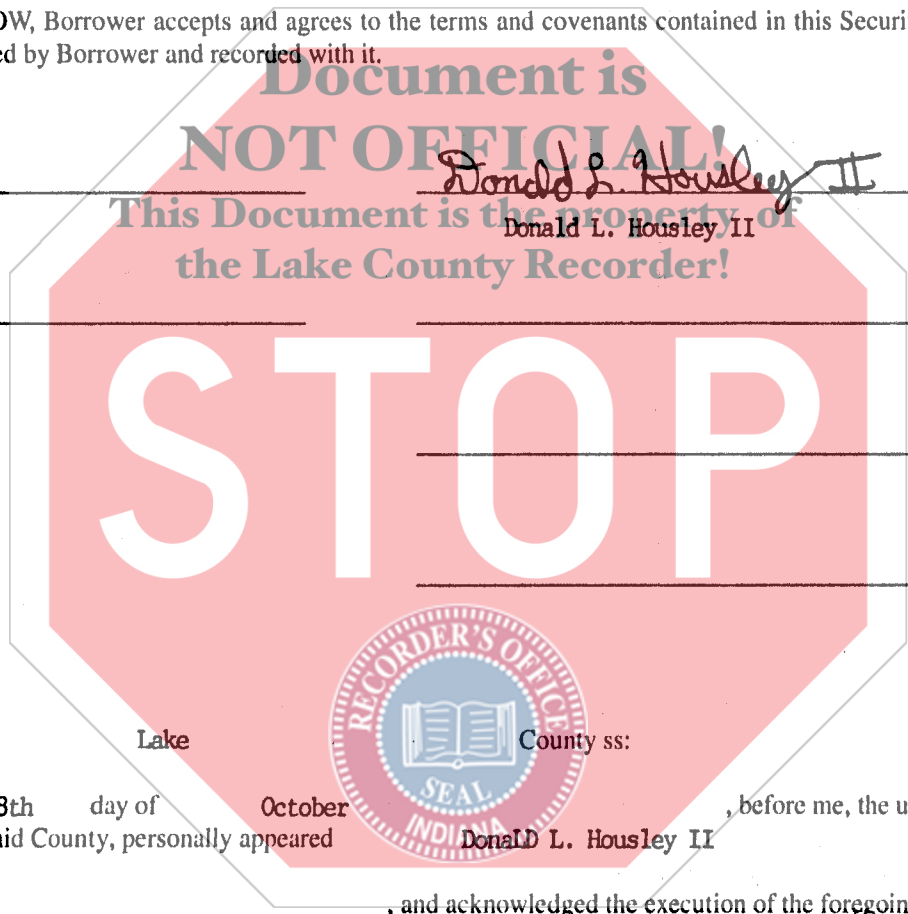 OW, Borrower accepts and agrees to the terms and covenants contained in this Securi
ed by Borrower and recorded with it.
Document is
NOT OFFICIAL!
Donald L. Housley II
This Document is the property of
Donald L. Housley II
the Lake County Recorder!
STOP
RECORDER'S OFFICE
Lake County ss:
SEAL
INDIANA
8th day of October , before me, the u
aid County, personally appeared DonalD L. Housley II
, and acknowledged the execution of the foregoin